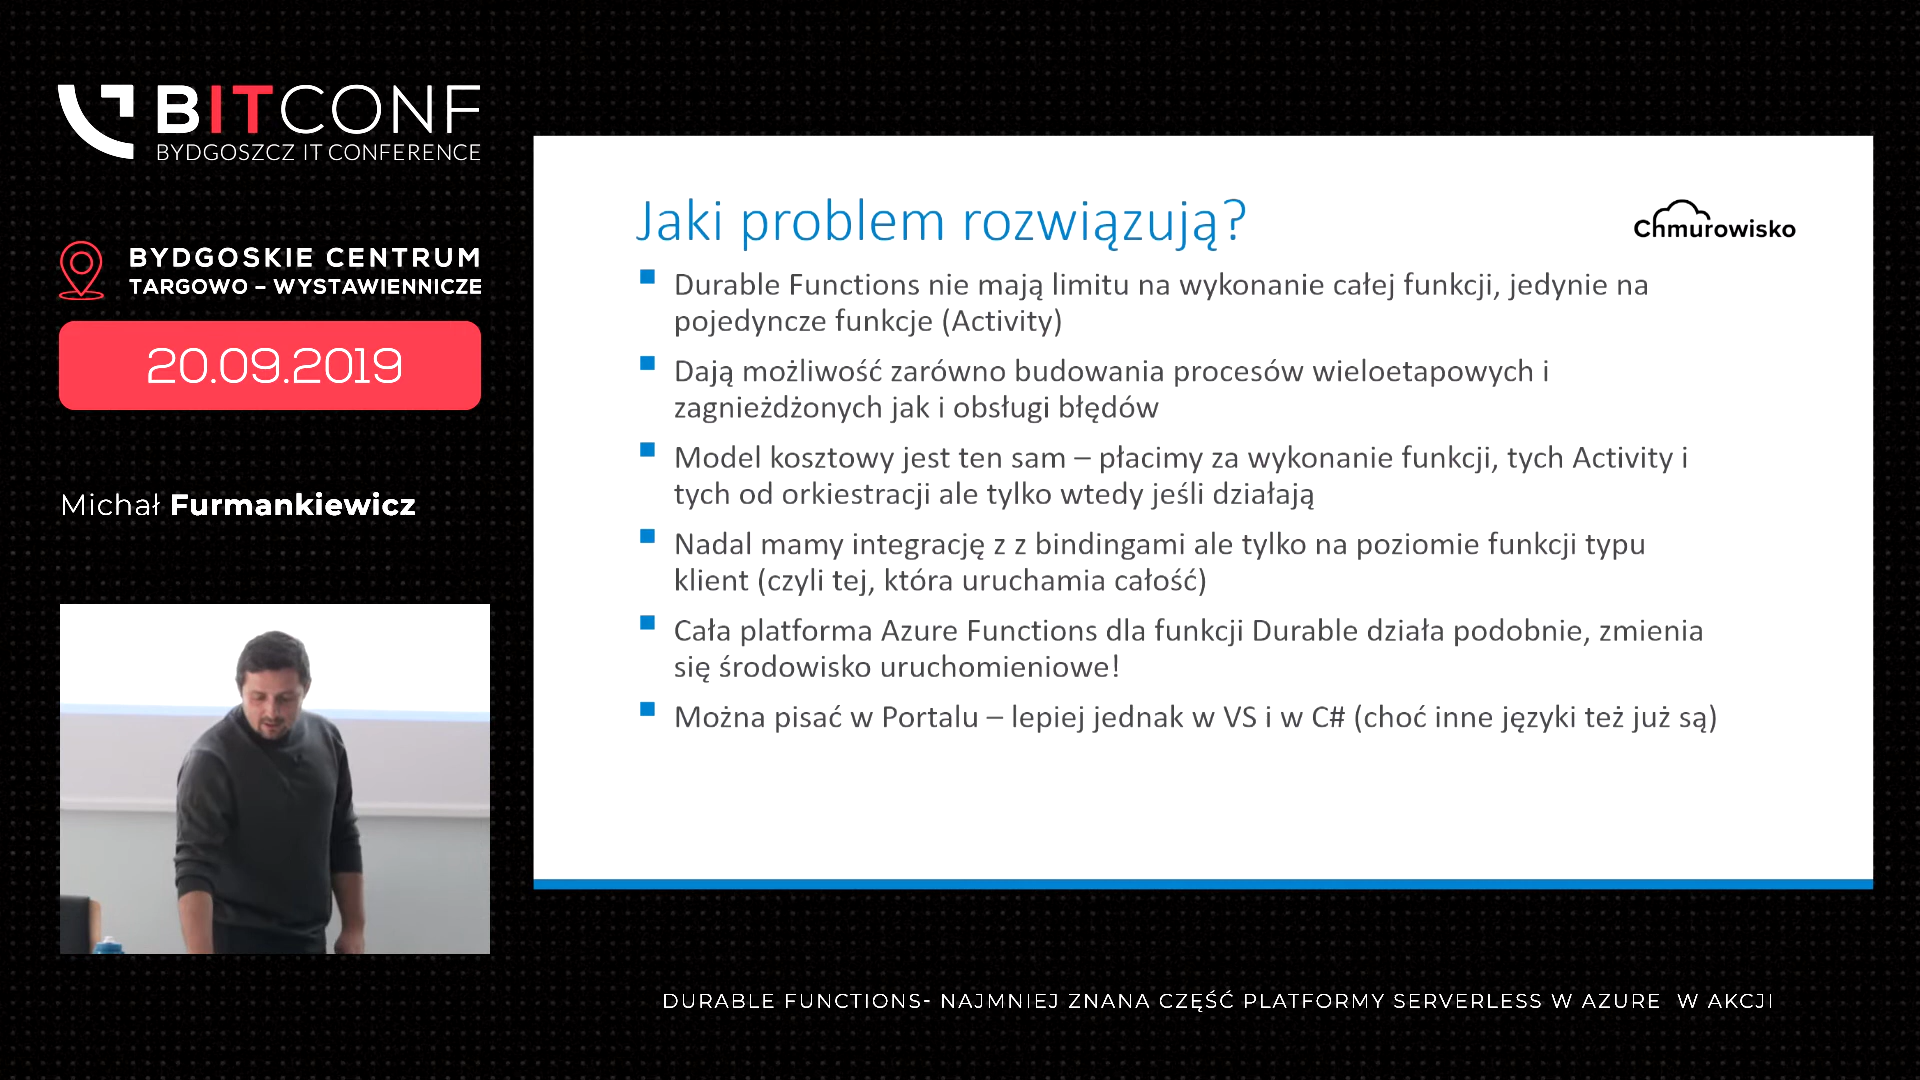 BITCONF
BYDGOSZCZ IT CONFERENCE
BYDGOSKIE CENTRUM
TARGOWO – WYSTAWIENNICZE
20.09.2019
Michał Furmankiewicz
Jaki problem rozwiązują?
Chmurowisko
Durable Functions nie mają limitu na wykonanie całej funkcji, jedynie na
pojedyncze funkcje (Activity)
Dają możliwość zarówno budowania procesów wieloetapowych i
zagnieżdżonych jak i obsługi błędów
Model kosztowy jest ten sam – płacimy za wykonanie funkcji, tych Activity i
tych od orkiestracji ale tylko wtedy jeśli działają
Nadal mamy integrację z z bindingami ale tylko na poziomie funkcji typu
klient (czyli tej, która uruchamia całość)
Cała platforma Azure Functions dla funkcji Durable działa podobnie, zmienia
się środowisko uruchomieniowe!
Można pisać w Portalu – lepiej jednak w VS i w C# (choć inne języki też już są)
DURABLE FUNCTIONS- NAJMNIEJ ZNANA CZĘŚĆ PLATFORMY SERVERLESS W AZURE W AKCJI